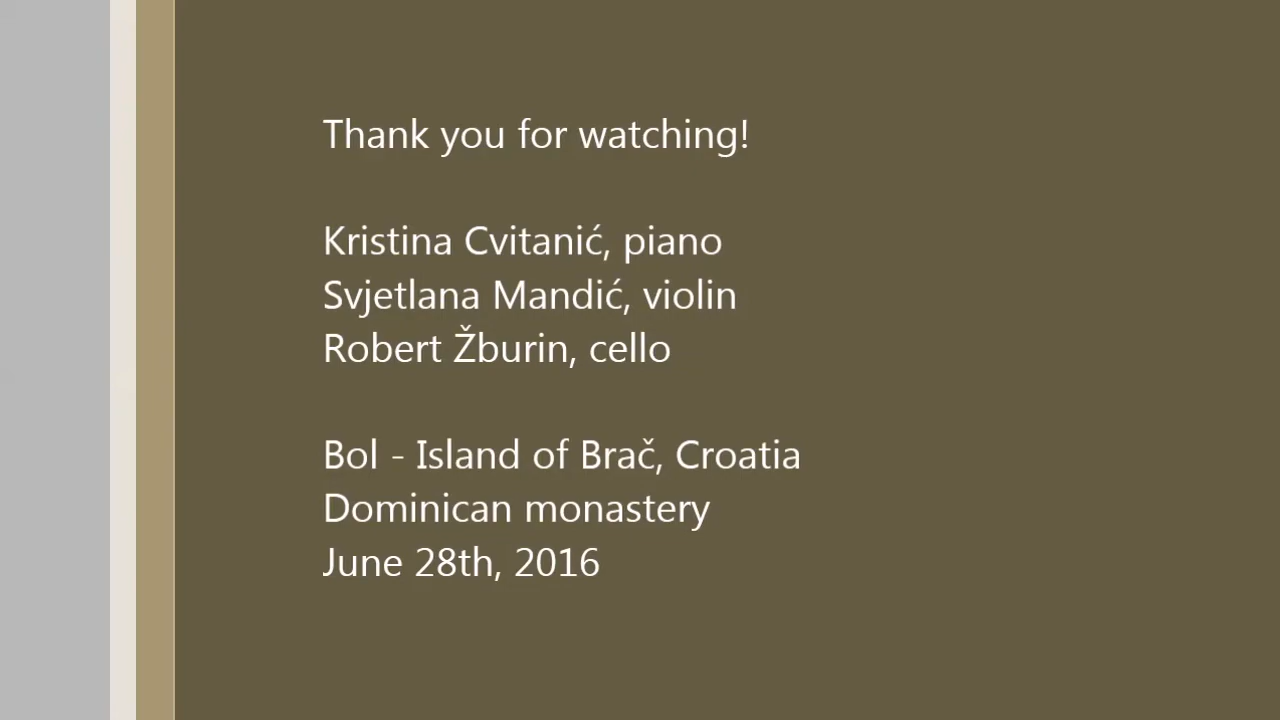 Thank you for watching!
Kristina Cvitanić, piano
Svjetlana Mandić, violin
Robert Žburin, cello
Bol - Island of Brač, Croatia
Dominican monastery
June 28th, 2016